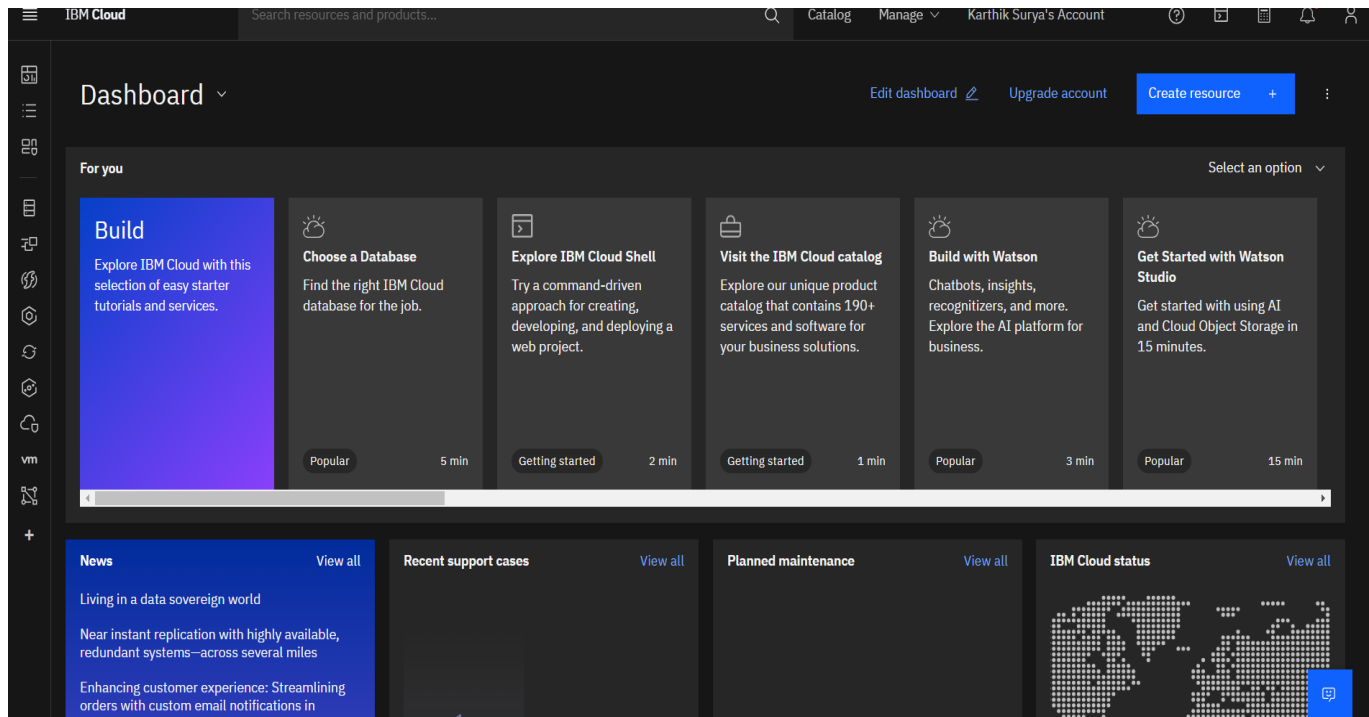 IBM Cloud
Search resources and products...
Catalog
Manage
Karthik Surya's Account
Dashboard
Edit dashboard
Upgrade account
Create resource +
For you
Select an option
Build
Explore IBM Cloud with this
selection of easy starter
tutorials and services.
Choose a Database
Find the right IBM Cloud
database for the job.
Popular
5 min
Explore IBM Cloud Shell
Try a command-driven
approach for creating,
developing, and deploying a
web project.
Getting started
2 min
Visit the IBM Cloud catalog
Explore our unique product
catalog that contains 190+
services and software for
your business solutions.
Getting started
1 min
Build with Watson
Chatbots, insights,
recognitizers, and more.
Explore the AI platform for
business.
Popular
3 min
Get Started with Watson
Studio
Get started with using AI
and Cloud Object Storage in
15 minutes.
Popular
15 min
vm
News
View all
Living in a data sovereign world
Near instant replication with highly available,
redundant systems—across several miles
Enhancing customer experience: Streamlining
orders with custom email notifications in
Recent support cases
View all
Planned maintenance
View all
IBM Cloud status
View all